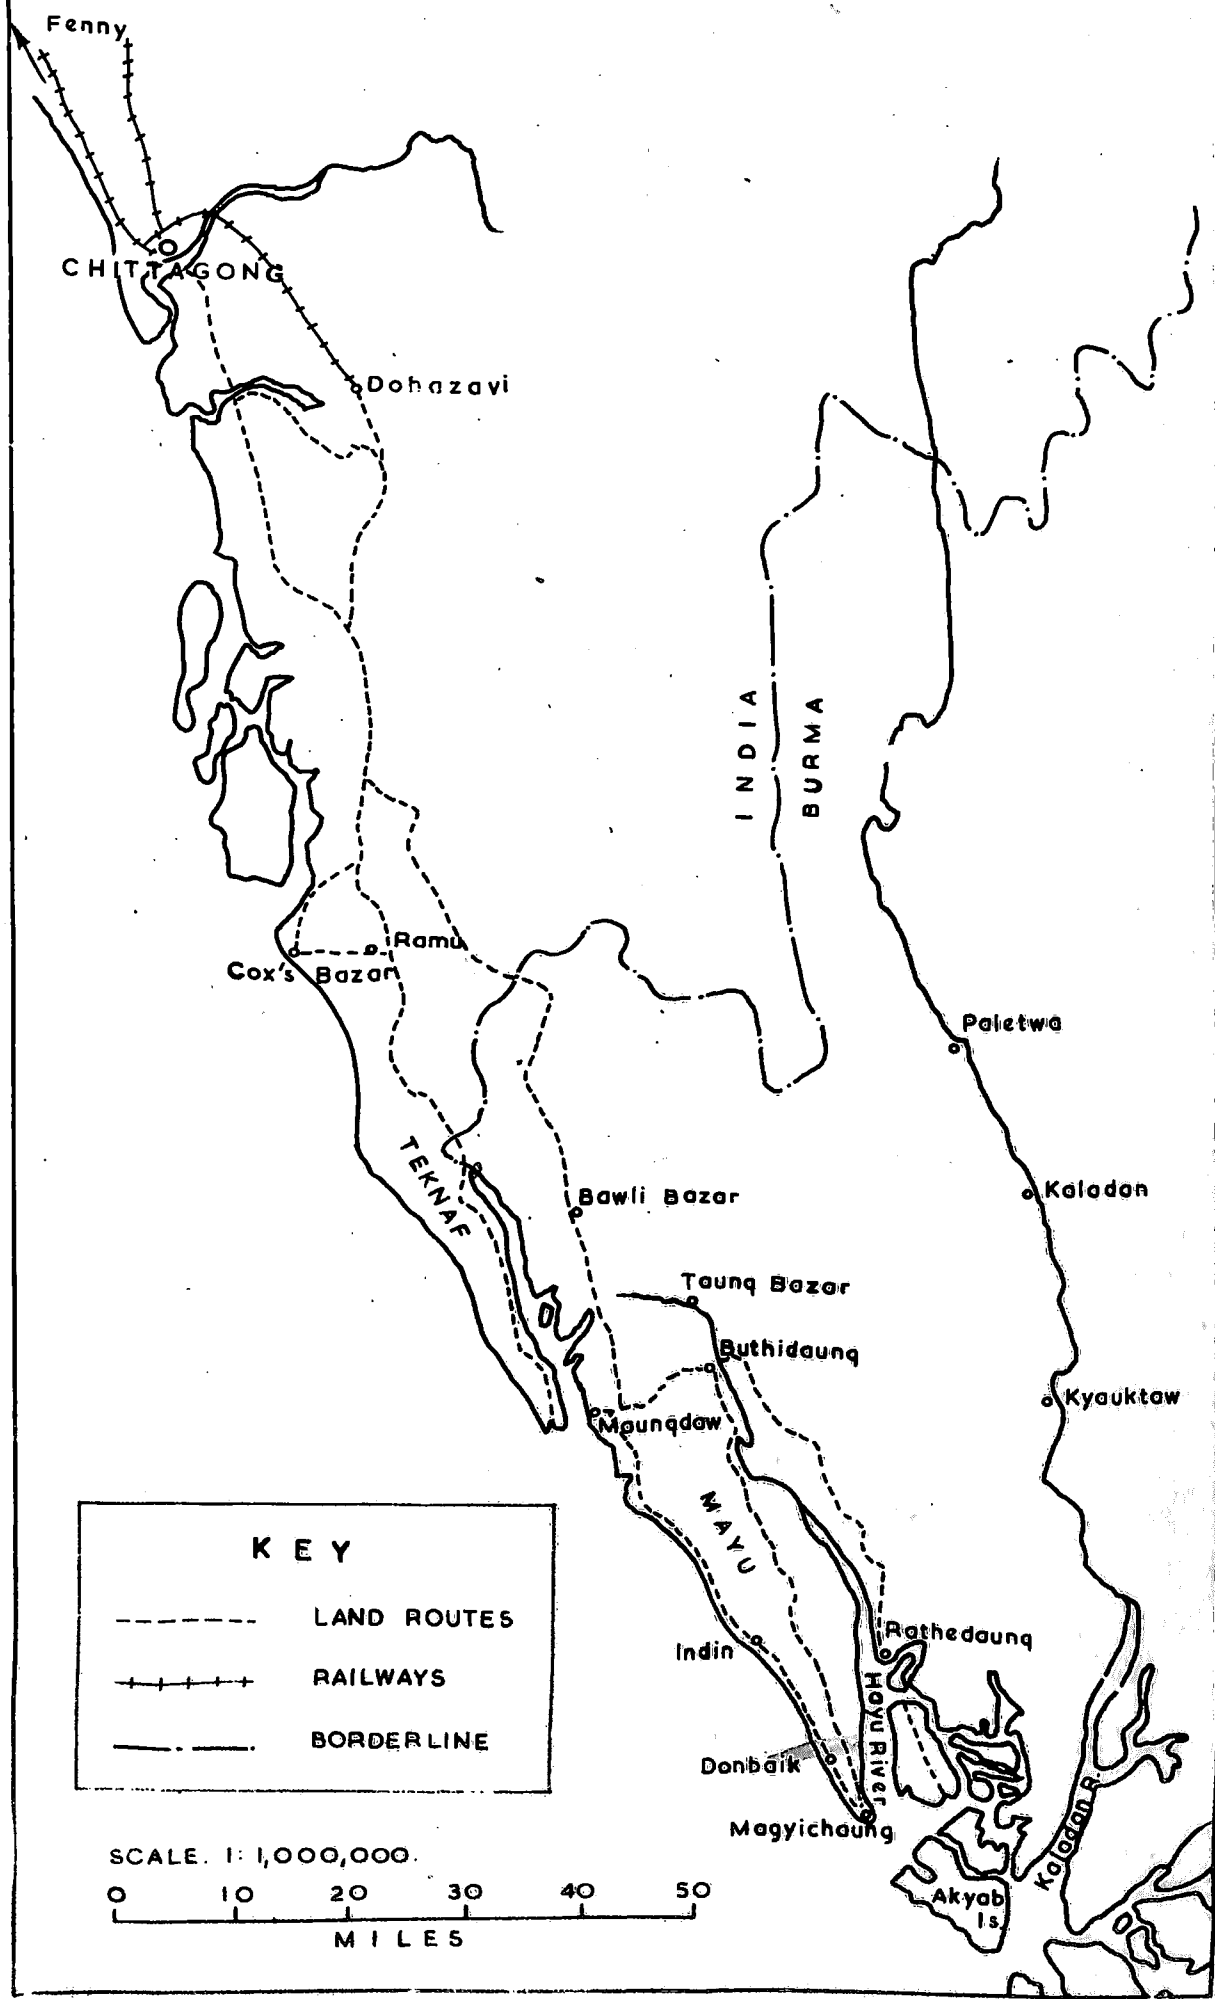 Fenny
CHITTAGONG
Dohazavi
INDIA
BURMA
Ramu
Cox's Bazar
Paletwa
TEKNAF
Bawli Bazar
Kaladan
Taung Bazar
Buthidaung
Kyauktaw
Maungdaw
MAYU
KEY
LAND ROUTES
RAILWAYS
BORDERLINE
Rathedaung
Indin
Mayu River
Donbaik
Magyichaung
Kaladan R.
Akyab
Is.
SCALE. 1: 1,000,000.
0 10 20 30 40 50
MILES